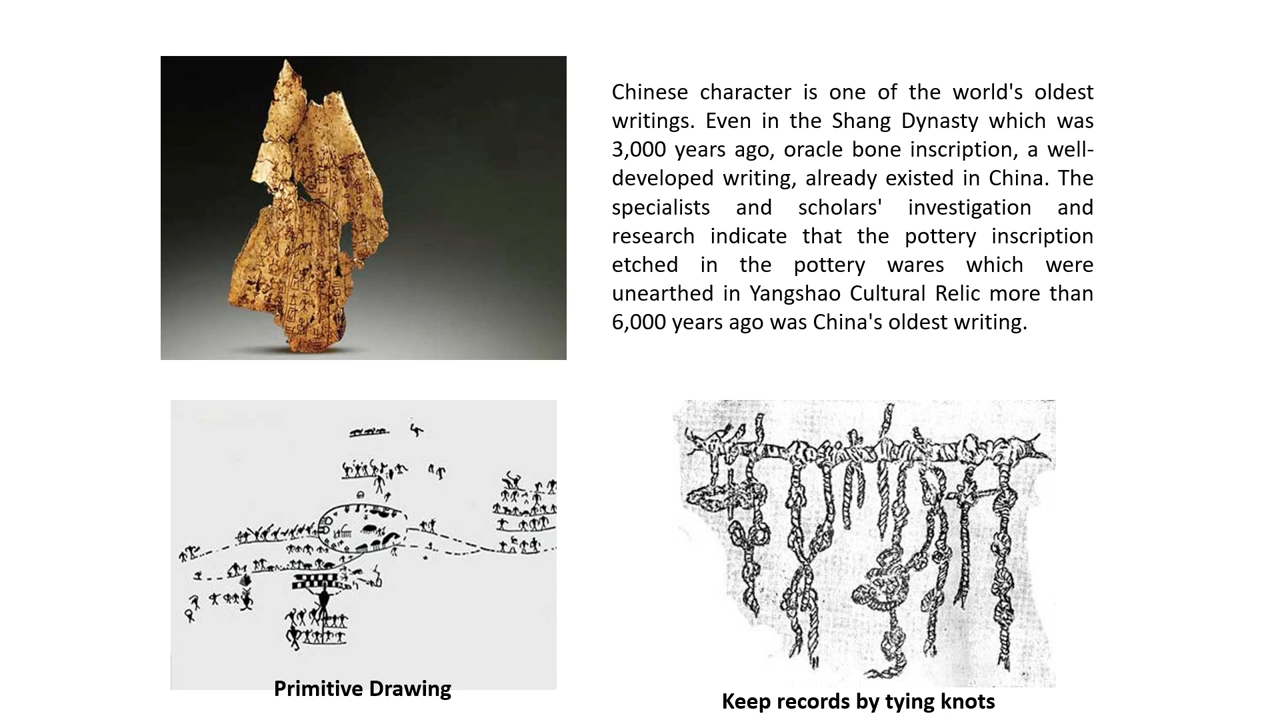 Chinese character is one of the world's oldest
writings. Even in the Shang Dynasty which was
3,000 years ago, oracle bone inscription, a well-
developed writing, already existed in China. The
specialists and scholars' investigation and
research indicate that the pottery inscription
etched in the pottery wares which were
unearthed in Yangshao Cultural Relic more than
6,000 years ago was China's oldest writing.
Primitive Drawing
Keep records by tying knots